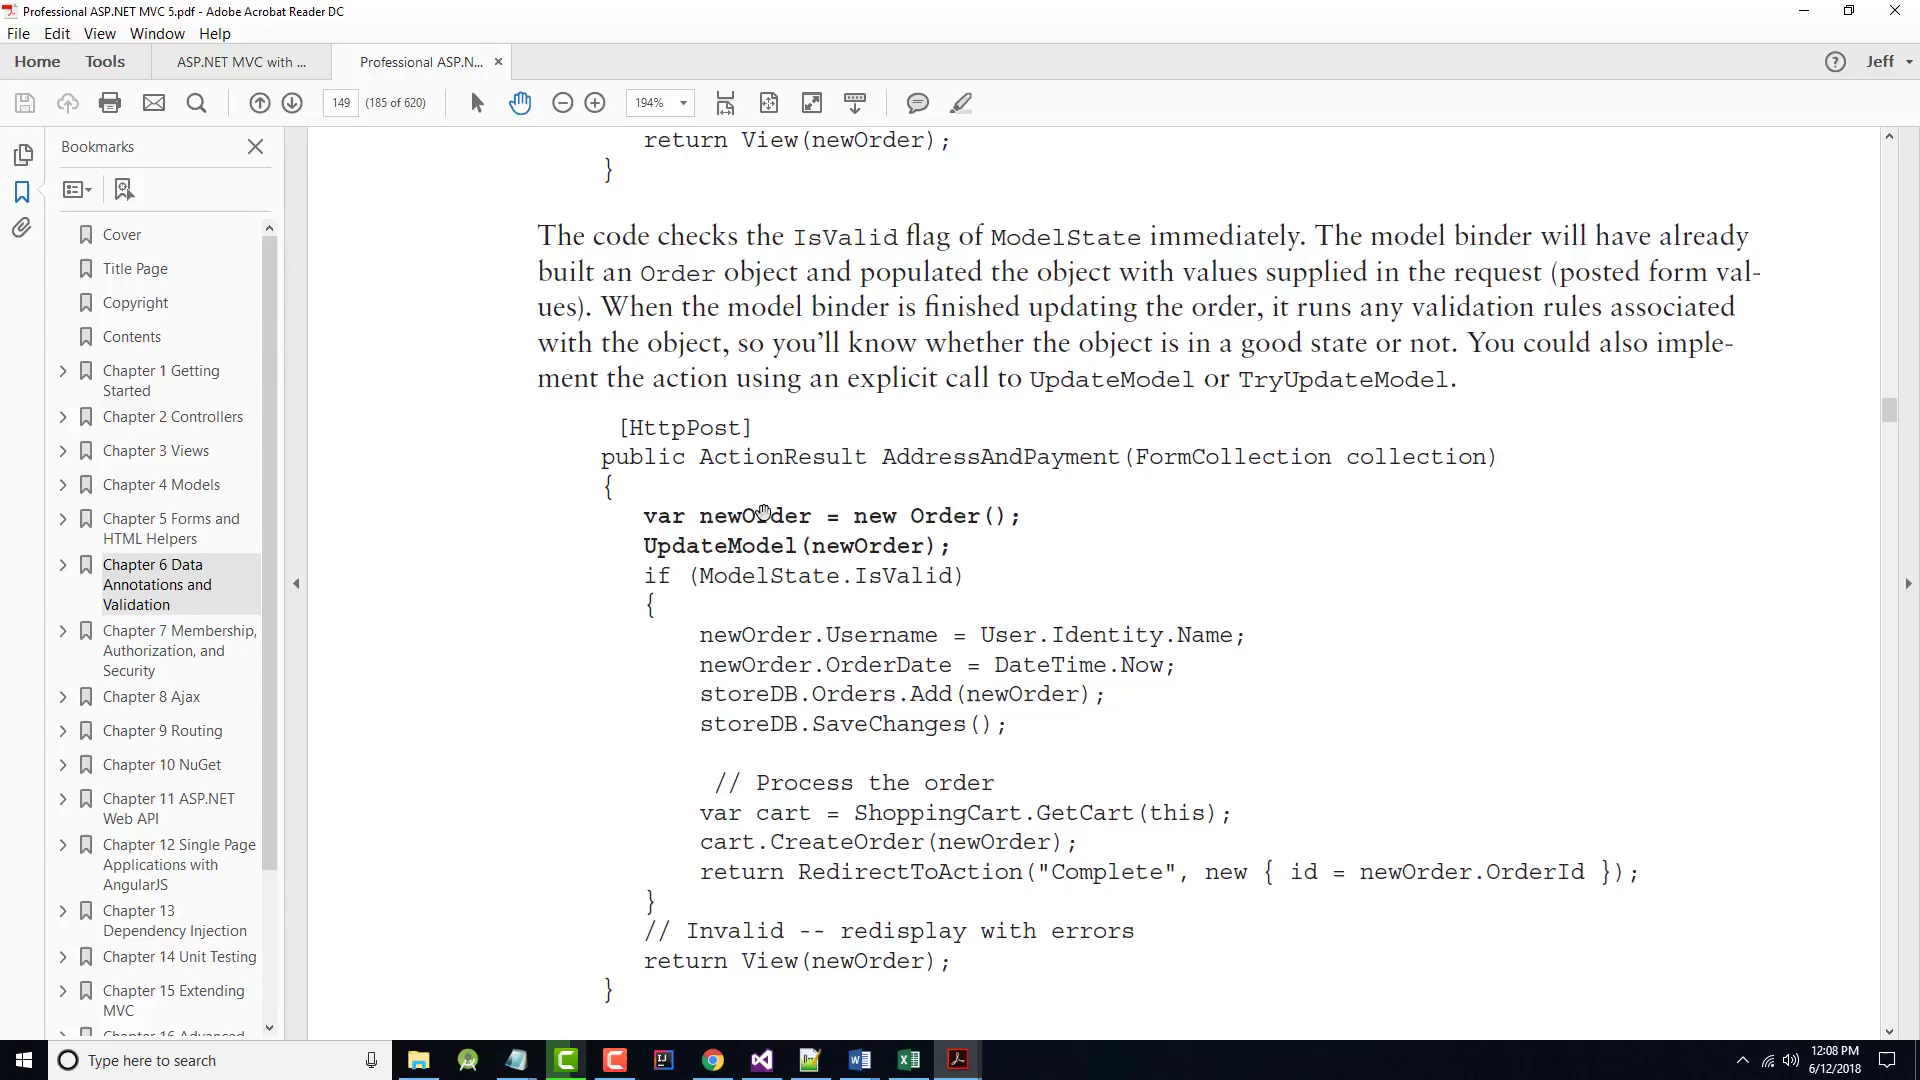 Professional ASP.NET MVC 5.pdf - Adobe Acrobat Reader DC
File Edit View Window Help
Home Tools ASP.NET MVC with ... Professional ASP.N... × Jeff
149 (185 of 620) 194%
Bookmarks
Cover
Title Page
Copyright
Contents
Chapter 1 Getting
Started
Chapter 2 Controllers
Chapter 3 Views
Chapter 4 Models
Chapter 5 Forms and
HTML Helpers
Chapter 6 Data
Annotations and
Validation
Chapter 7 Membership,
Authorization, and
Security
Chapter 8 Ajax
Chapter 9 Routing
Chapter 10 NuGet
Chapter 11 ASP.NET
Web API
Chapter 12 Single Page
Applications with
AngularJS
Chapter 13
Dependency Injection
Chapter 14 Unit Testing
Chapter 15 Extending
MVC
Chapter 16 Advanced
return View(newOrder);
}
The code checks the IsValid flag of ModelState immediately. The model binder will have already
built an Order object and populated the object with values supplied in the request (posted form val-
ues). When the model binder is finished updating the order, it runs any validation rules associated
with the object, so you'll know whether the object is in a good state or not. You could also imple-
ment the action using an explicit call to UpdateModel or TryUpdateModel.
[HttpPost]
public ActionResult AddressAndPayment(FormCollection collection)
{
var newOrder = new Order();
UpdateModel(newOrder);
if (ModelState.IsValid)
{
newOrder.Username = User.Identity.Name;
newOrder.OrderDate = DateTime.Now;
storeDB.Orders.Add(newOrder);
storeDB.SaveChanges();
// Process the order
var cart = ShoppingCart.GetCart(this);
cart.CreateOrder(newOrder);
return RedirectToAction("Complete", new { id = newOrder.OrderId });
}
// Invalid -- redisplay with errors
return View(newOrder);
}
Type here to search
12:08 PM
6/12/2018